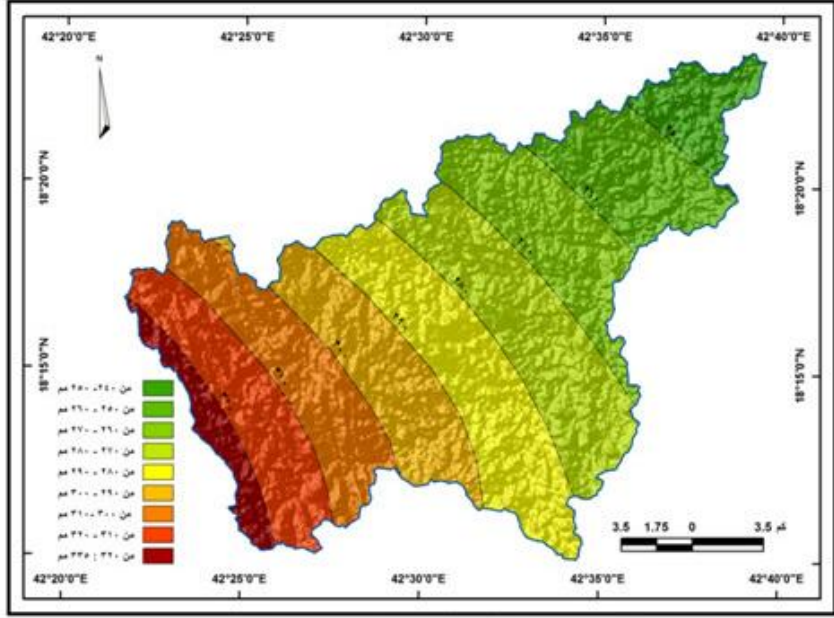 42°20'0"E 42°25'0"E 42°30'0"E 42°35'0"E 42°40'0"E
N
18°20'0"N 18°20'0"N
18°15'0"N 18°15'0"N
من ٢٤٠ - ٢٥٠ مم
من ٢٥٠ - ٢٦٠ مم
من ٢٦٠ - ٢٧٠ مم
من ٢٧٠ - ٢٨٠ مم
من ٢٨٠ - ٢٩٠ مم
من ٢٩٠ - ٣٠٠ مم
من ٣٠٠ - ٣١٠ مم
من ٣١٠ - ٣٢٠ مم
من ٣٢٠ : ٣٣٥ مم
3.5 1.75 0 3.5 كم
42°20'0"E 42°25'0"E 42°30'0"E 42°35'0"E 42°40'0"E